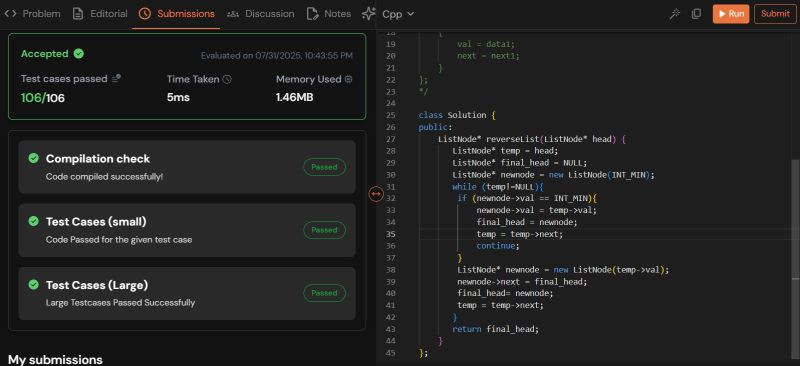 Problem Editorial Submissions Discussion Notes Cpp Run Submit
Accepted
Evaluated on 07/31/2025, 10:43:55 PM
Test cases passed Time Taken Memory Used
106/106 5ms 1.46MB
Compilation check
Code compiled successfully!
Passed
Test Cases (small)
Code Passed for the given test case
Passed
Test Cases (Large)
Large Testcases Passed Successfully
Passed
My submissions
18 {
19 val = data1;
20 next = next1;
21 }
22 };
23 */
24
25 class Solution {
26 public:
27 ListNode* reverseList(ListNode* head) {
28 ListNode* temp = head;
29 ListNode* final_head = NULL;
30 ListNode* newnode = new ListNode(INT_MIN);
31 while (temp!=NULL){
32 if (newnode->val == INT_MIN){
33 newnode->val = temp->val;
34 final_head = newnode;
35 temp = temp->next;
36 continue;
37 }
38 ListNode* newnode = new ListNode(temp->val);
39 newnode->next = final_head;
40 final_head= newnode;
41 temp = temp->next;
42 }
43 return final_head;
44 }
45 };